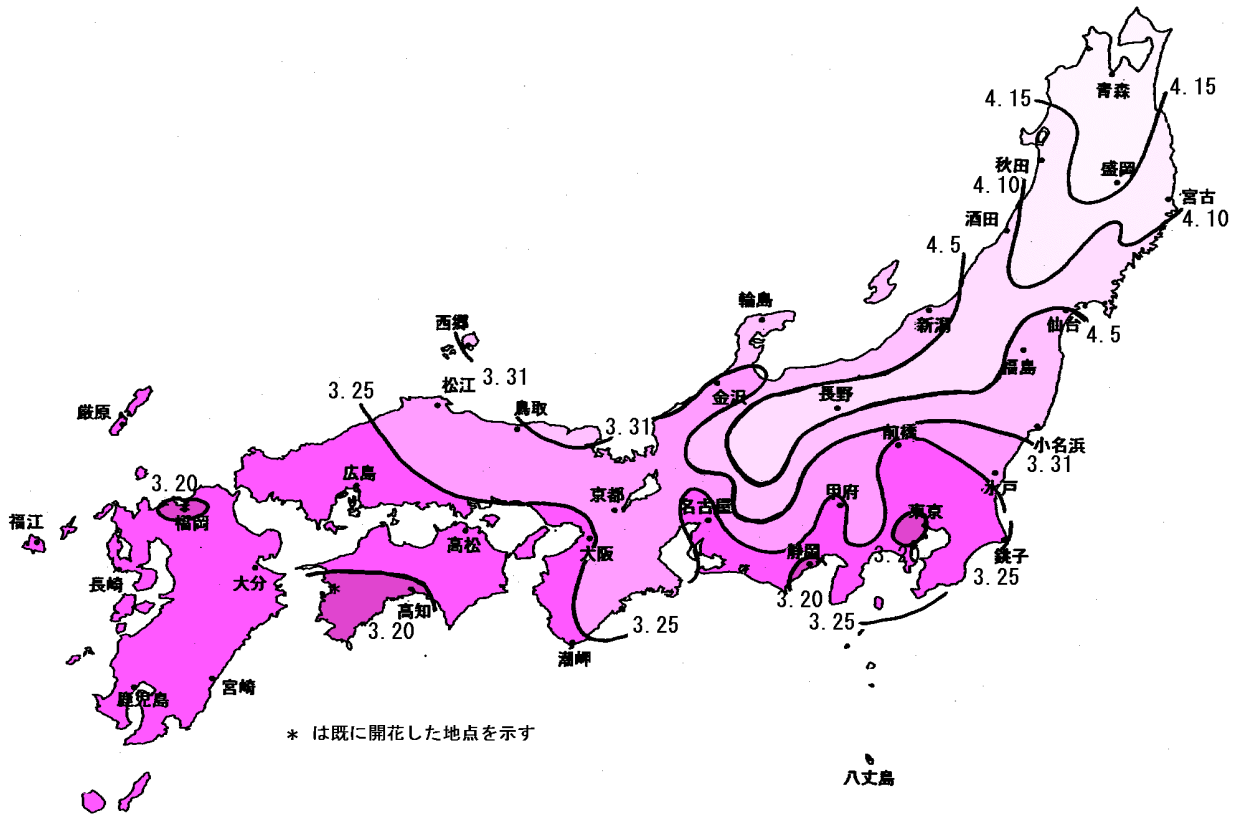 青森
4.15
4.15
秋田
盛岡
4.10
宮古
4.10
酒田
4.5
輪島
新潟
仙台
4.5
西郷
福島
3.31
松江
3.25
金沢
長野
厳原
鳥取
3.31
前橋
小名浜
3.31
広島
水戸
3.20
京都
甲府
名古屋
東京
福岡
福江
高松
大阪
静岡
3.20
銚子
長崎
大分
3.25
高知
3.20
3.20
3.25
3.25
潮岬
宮崎
鹿児島
* は既に開花した地点を示す
八丈島
*
*